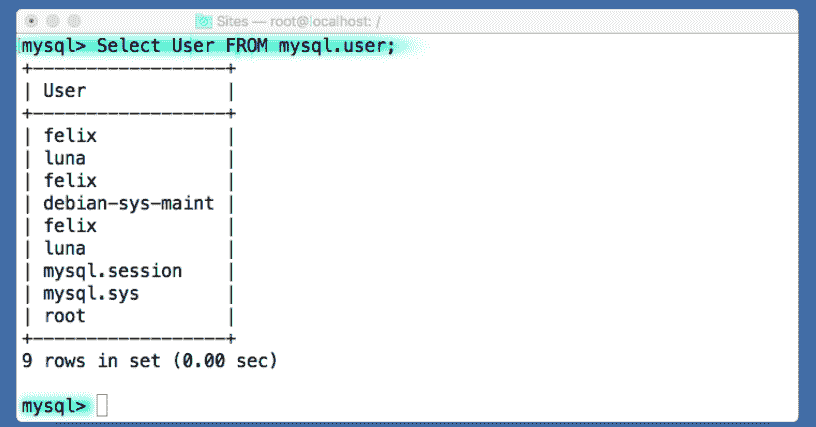 Sites — root@localhost: /
mysql> Select User FROM mysql.user;
+------------------+
| User             |
+------------------+
| felix            |
| luna             |
| felix            |
| debian-sys-maint |
| felix            |
| luna             |
| mysql.session    |
| mysql.sys        |
| root             |
+------------------+
9 rows in set (0.00 sec)
mysql>